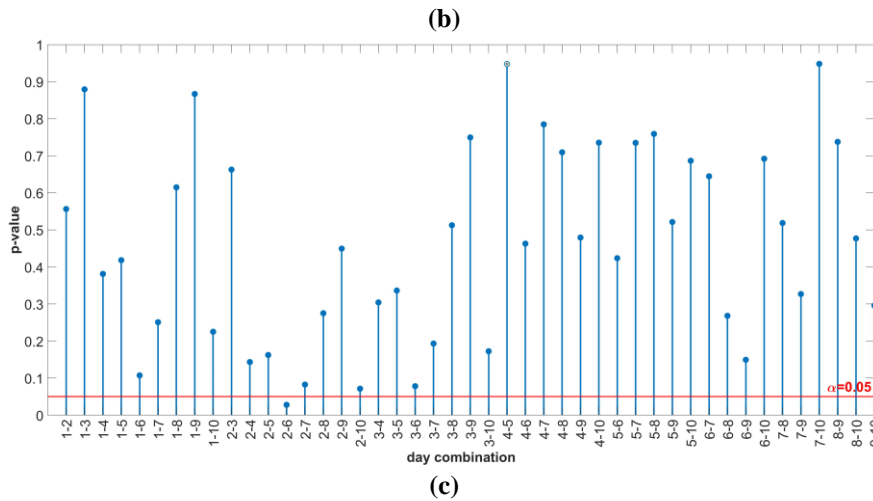 (b)
1
0.9
0.8
0.7
0.6
0.5
0.4
0.3
0.2
0.1
0
p-value
α=0.05
1-2 1-3 1-4 1-5 1-6 1-7 1-8 1-9 1-10 2-3 2-4 2-5 2-6 2-7 2-8 2-9 2-10 3-4 3-5 3-6 3-7 3-8 3-9 3-10 4-5 4-6 4-7 4-8 4-9 4-10 5-6 5-7 5-8 5-9 5-10 6-7 6-8 6-9 6-10 7-8 7-9 7-10 8-9 8-10
day combination
(c)